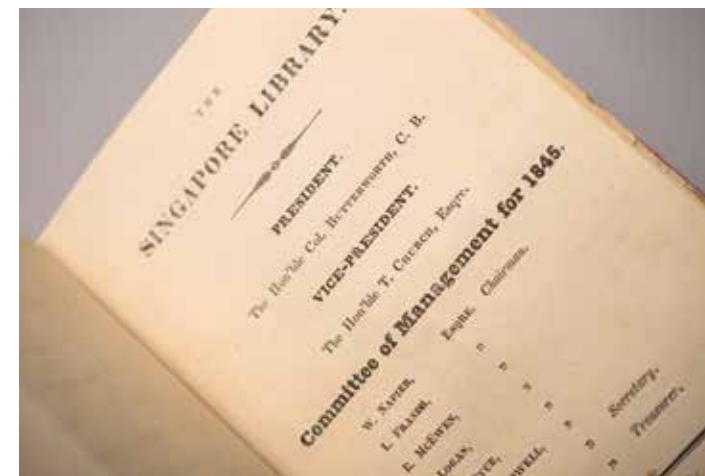 THE
SINGAPORE LIBRARY.
PRESIDENT.
The Hon'ble Col. BUTTERWORTH, C. B.
VICE-PRESIDENT.
The Hon'ble T. CHURCH, Esqre.
Committee of Management for 1845.
W. NAPIER, ESQRE. Chairman.
L. FRASER, "
E. MCEWEN, "
LOGAN, "
"
" Secretary.
" Treasurer.